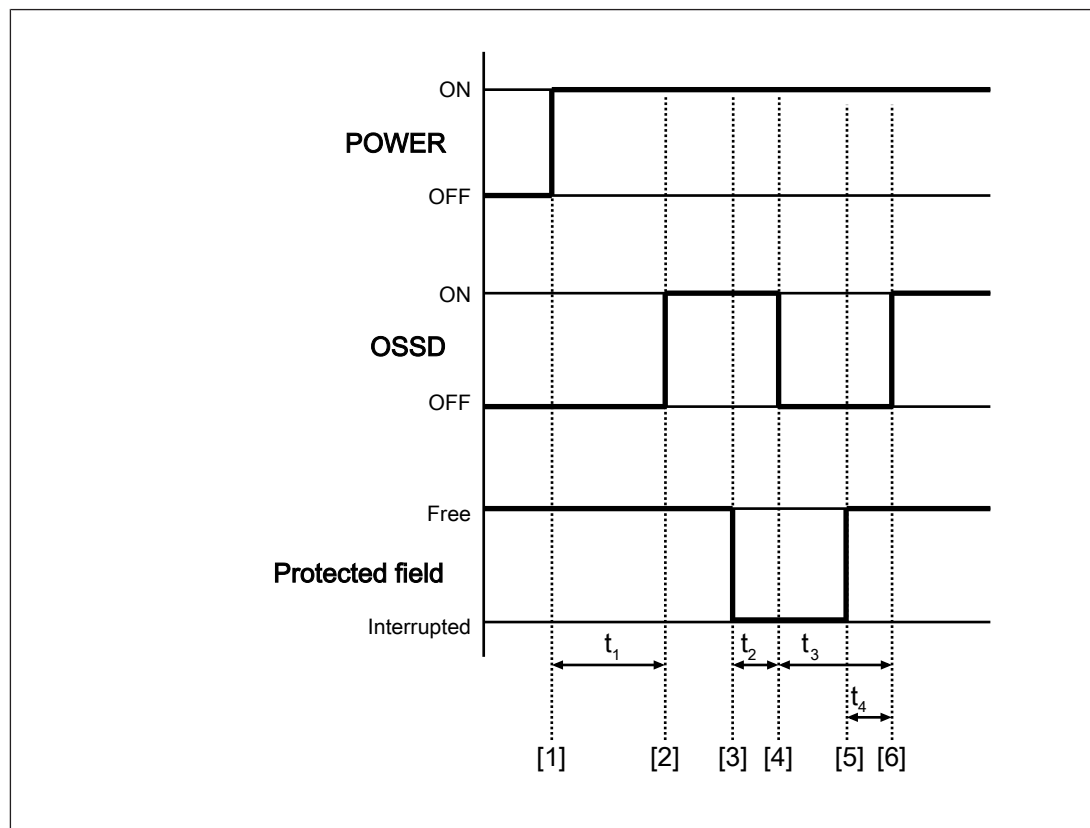 ON
POWER
OFF
ON
OSSD
OFF
Free
Protected field
Interrupted
t₁ t₂ t₃
t₄
[1] [2] [3] [4] [5] [6]